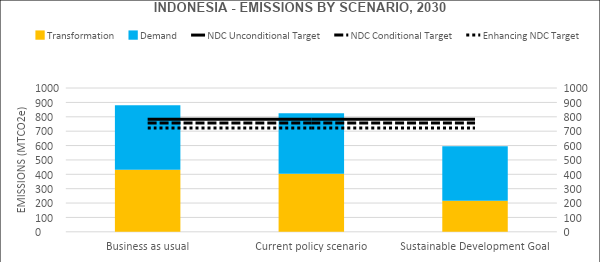 INDONESIA - EMISSIONS BY SCENARIO, 2030
Transformation Demand NDC Unconditional Target NDC Conditional Target Enhancing NDC Target
EMISSIONS (MTCO2e)
1000 1000
900 900
800 800
700 700
600 600
500 500
400 400
300 300
200 200
100 100
0 0
Business as usual Current policy scenario Sustainable Development Goal